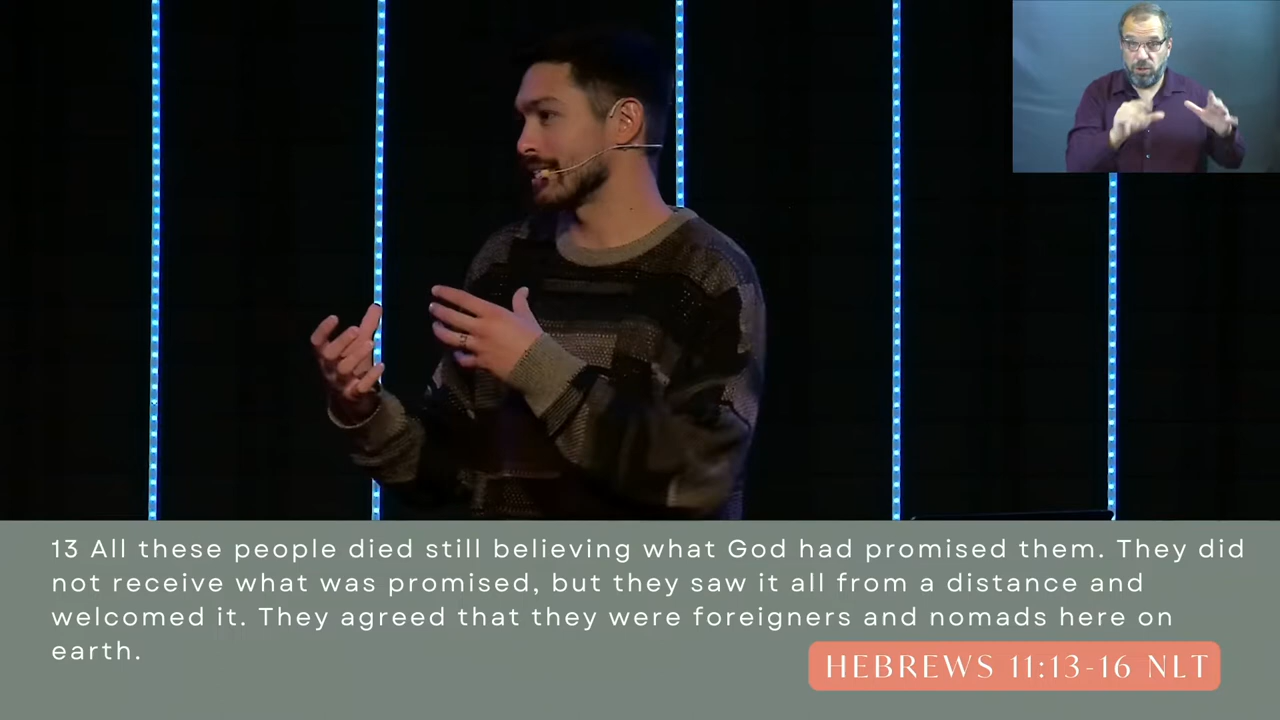 13 All these people died still believing what God had promised them. They did
not receive what was promised, but they saw it all from a distance and
welcomed it. They agreed that they were foreigners and nomads here on
earth.
HEBREWS 11:13-16 NLT